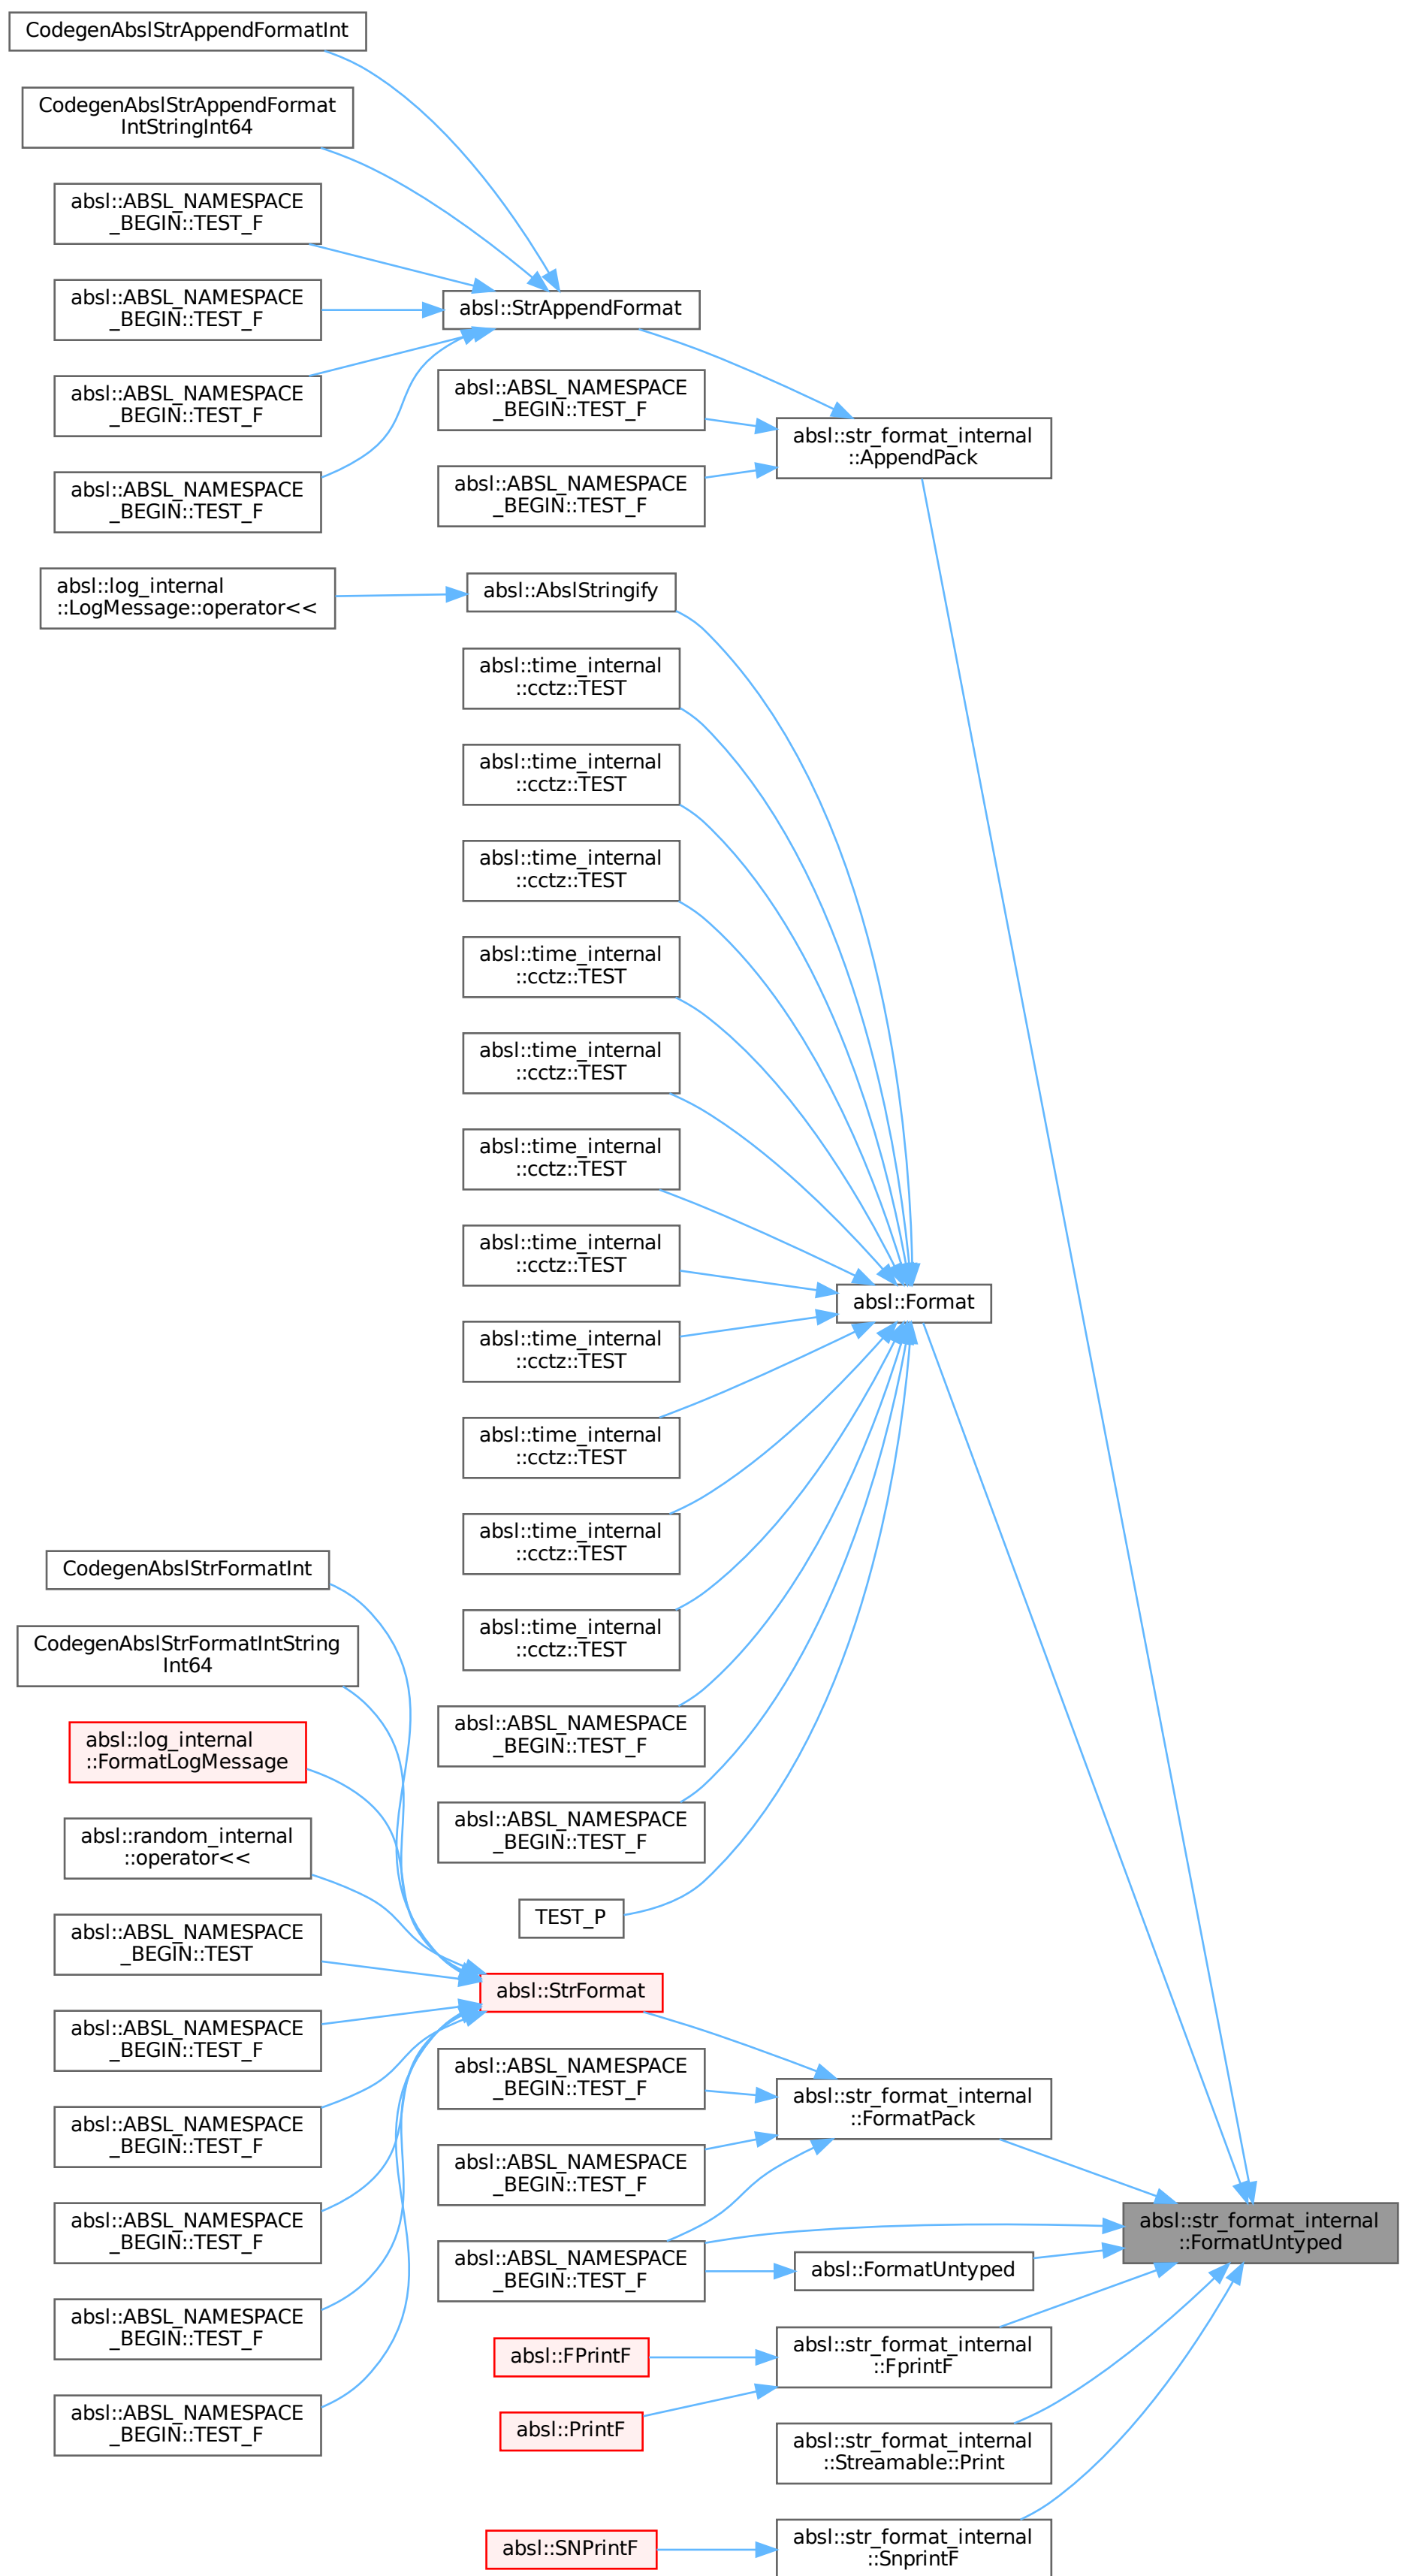 CodegenAbslStrAppendFormatInt
CodegenAbslStrAppendFormat
IntStringInt64
absl::ABSL_NAMESPACE
_BEGIN::TEST_F
absl::ABSL_NAMESPACE
_BEGIN::TEST_F
absl::StrAppendFormat
absl::ABSL_NAMESPACE
_BEGIN::TEST_F
absl::ABSL_NAMESPACE
_BEGIN::TEST_F
absl::str_format_internal
::AppendPack
absl::ABSL_NAMESPACE
_BEGIN::TEST_F
absl::ABSL_NAMESPACE
_BEGIN::TEST_F
absl::log_internal
::LogMessage::operator<<
absl::AbslStringify
absl::time_internal
::cctz::TEST
absl::time_internal
::cctz::TEST
absl::time_internal
::cctz::TEST
absl::time_internal
::cctz::TEST
absl::time_internal
::cctz::TEST
absl::time_internal
::cctz::TEST
absl::time_internal
::cctz::TEST
absl::Format
absl::time_internal
::cctz::TEST
absl::time_internal
::cctz::TEST
absl::time_internal
::cctz::TEST
absl::time_internal
::cctz::TEST
CodegenAbslStrFormatInt
CodegenAbslStrFormatIntString
Int64
absl::ABSL_NAMESPACE
_BEGIN::TEST_F
absl::log_internal
::FormatLogMessage
absl::ABSL_NAMESPACE
_BEGIN::TEST_F
absl::random_internal
::operator<<
TEST_P
absl::ABSL_NAMESPACE
_BEGIN::TEST
absl::StrFormat
absl::ABSL_NAMESPACE
_BEGIN::TEST_F
absl::ABSL_NAMESPACE
_BEGIN::TEST_F
absl::str_format_internal
::FormatPack
absl::ABSL_NAMESPACE
_BEGIN::TEST_F
absl::ABSL_NAMESPACE
_BEGIN::TEST_F
absl::ABSL_NAMESPACE
_BEGIN::TEST_F
absl::str_format_internal
::FormatUntyped
absl::ABSL_NAMESPACE
_BEGIN::TEST_F
absl::FormatUntyped
absl::ABSL_NAMESPACE
_BEGIN::TEST_F
absl::FPrintF
absl::str_format_internal
::FprintF
absl::ABSL_NAMESPACE
_BEGIN::TEST_F
absl::PrintF
absl::str_format_internal
::Streamable::Print
absl::SNPrintF
absl::str_format_internal
::SnprintF